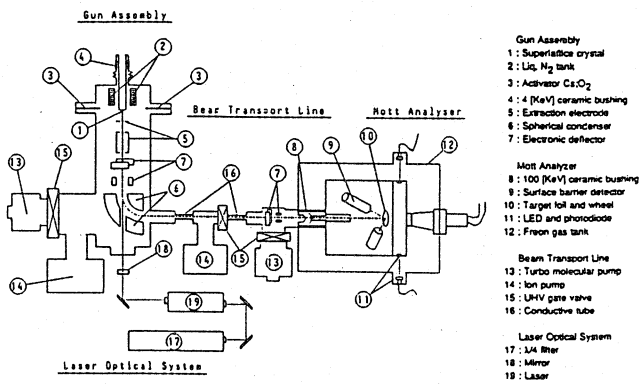 Gun Assembly
4
2
3
3
1
5
Beam Transport Line
Mott Analyser
7
6
13
15
16
7
8
9
10
12
14
18
14
15
13
11
19
17
Laser Optical System
Gun Assembly
1 : Superlattice crystal
2 : Liq. N2 tank
3 : Activator Cs;O2
4 : 4 [KeV] ceramic bushing
5 : Extraction electrode
6 : Spherical condenser
7 : Electronic deflector
Mott Analyzer
8 : 100 [KeV] ceramic bushing
9 : Surface barrier detector
10 : Target foil and wheel
11 : LED and photodiode
12 : Freon gas tank
Beam Transport Line
13 : Turbo molecular pump
14 : Ion pump
15 : UHV gate valve
16 : Conductive tube
Laser Optical System
17 : λ/4 filter
18 : Mirror
19 : Laser